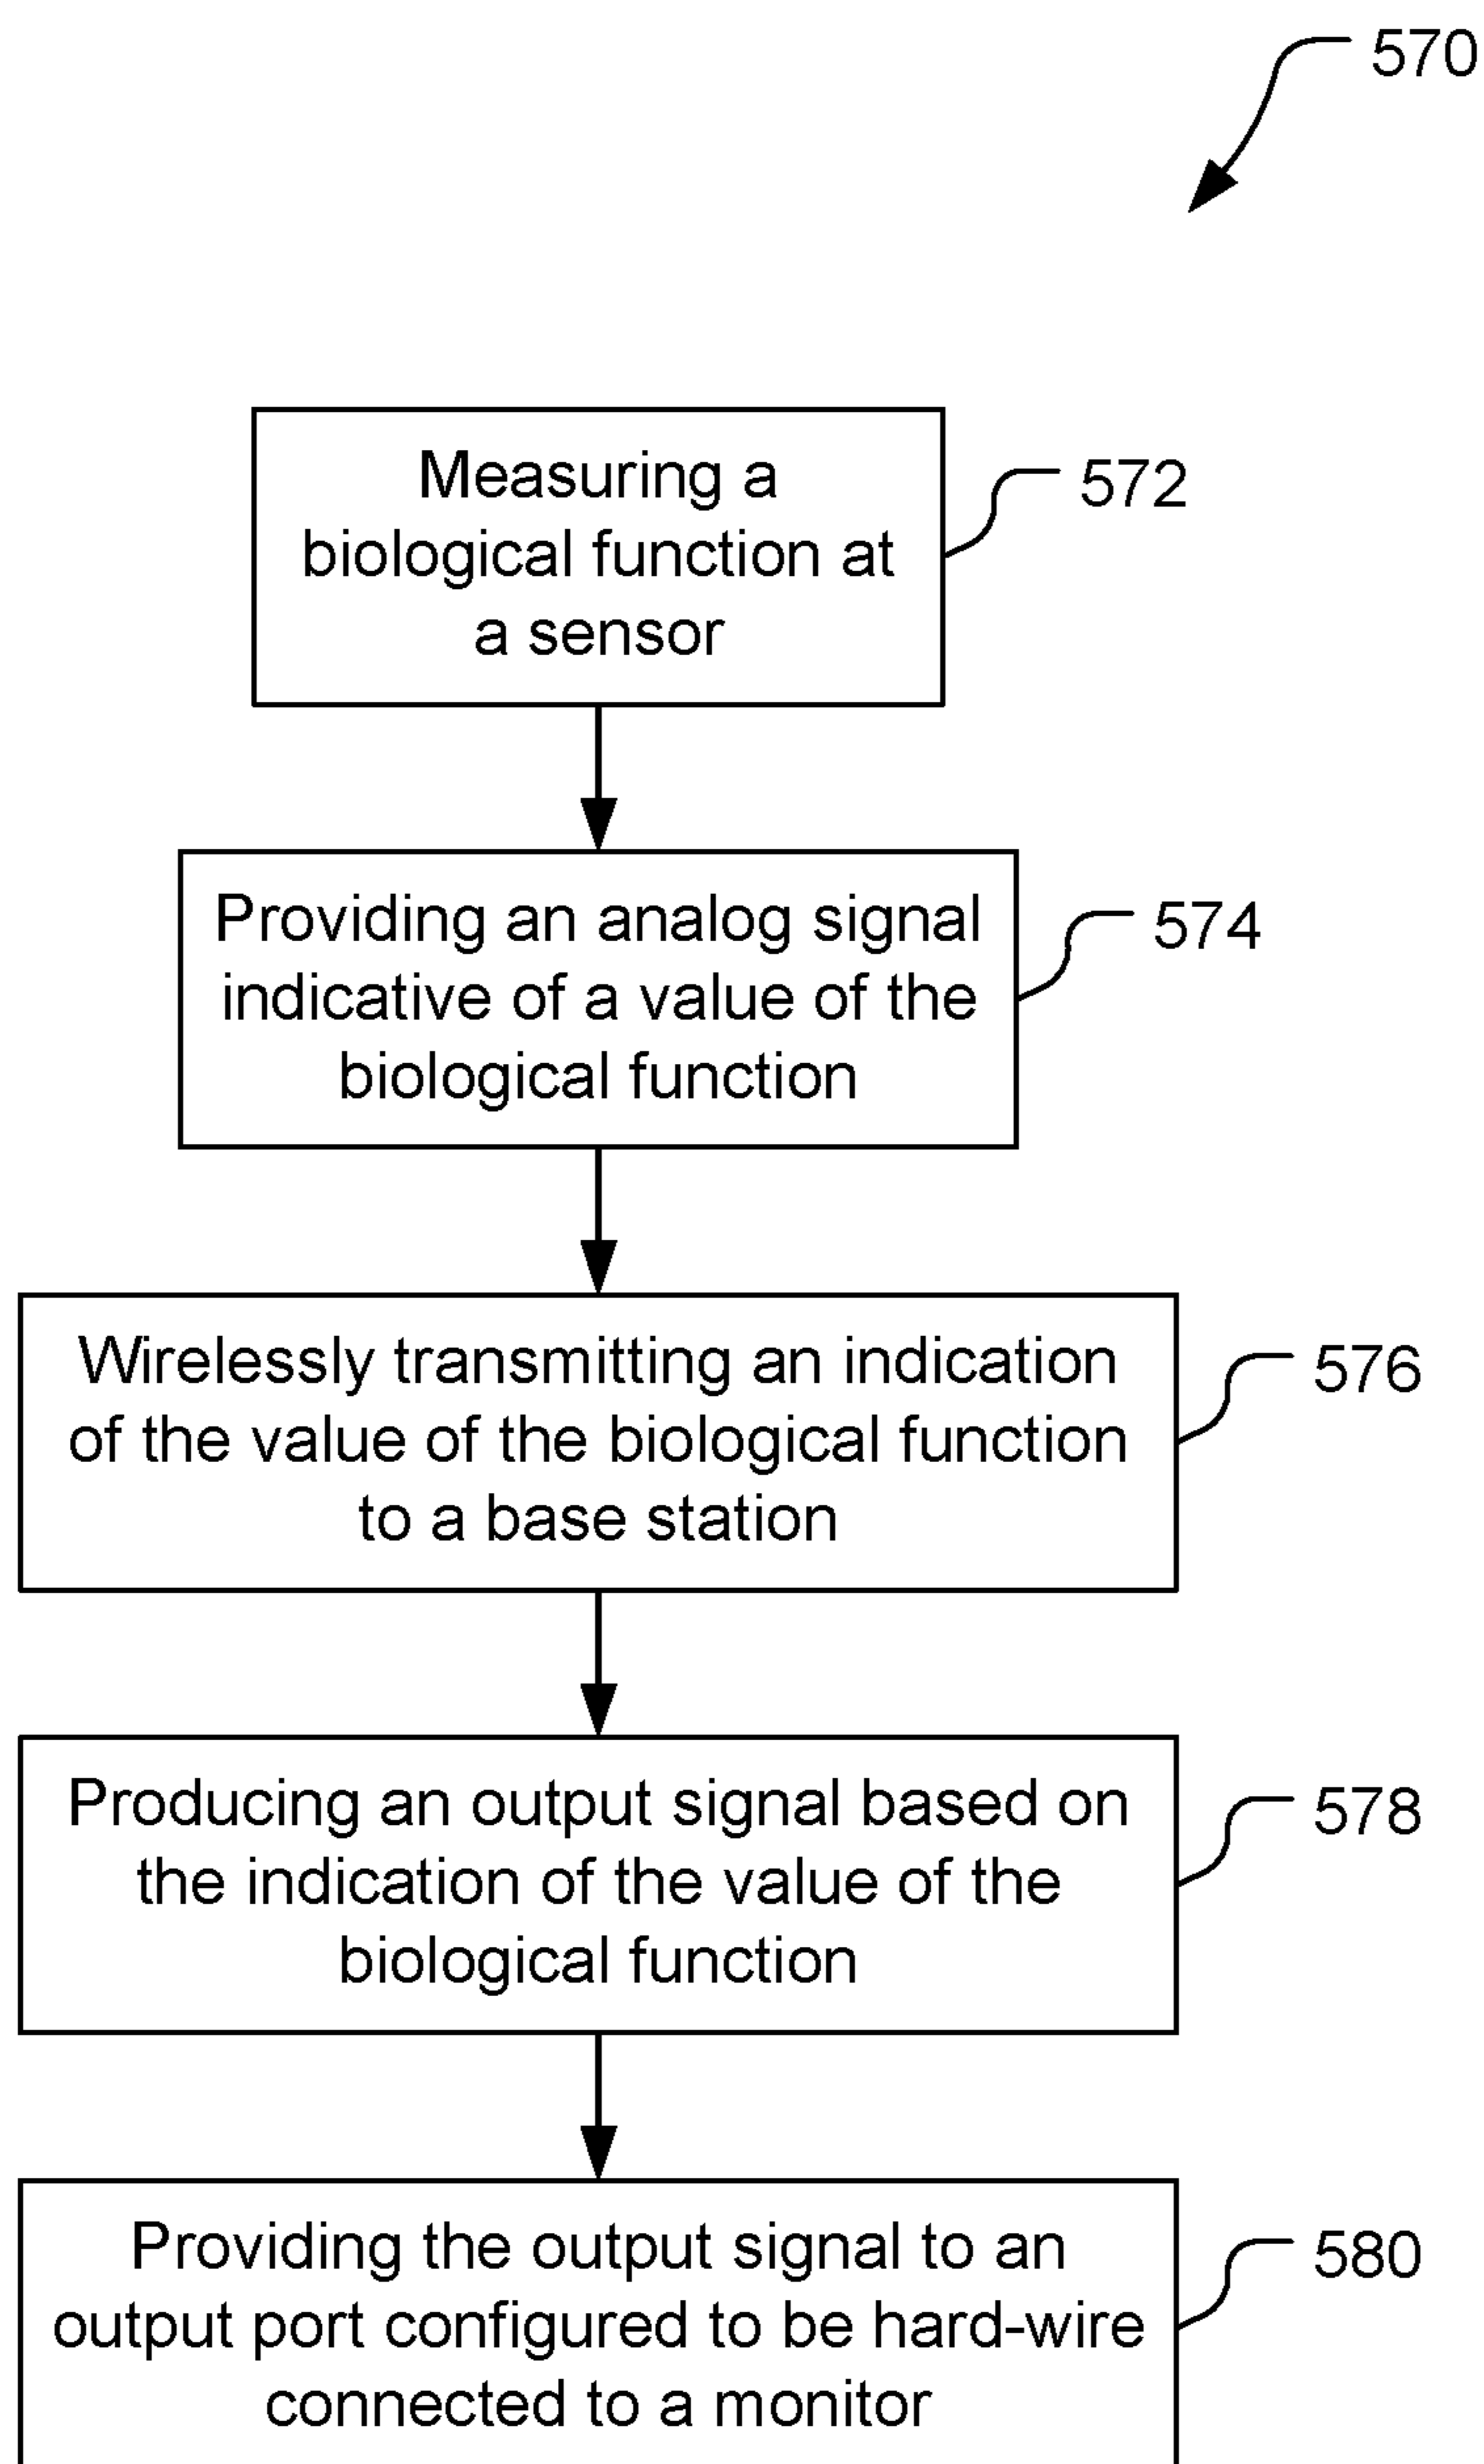 570
Measuring a
biological function at
a sensor
572
Providing an analog signal
indicative of a value of the
biological function
574
Wirelessly transmitting an indication
of the value of the biological function
to a base station
576
Producing an output signal based on
the indication of the value of the
biological function
578
Providing the output signal to an
output port configured to be hard-wire
connected to a monitor
580